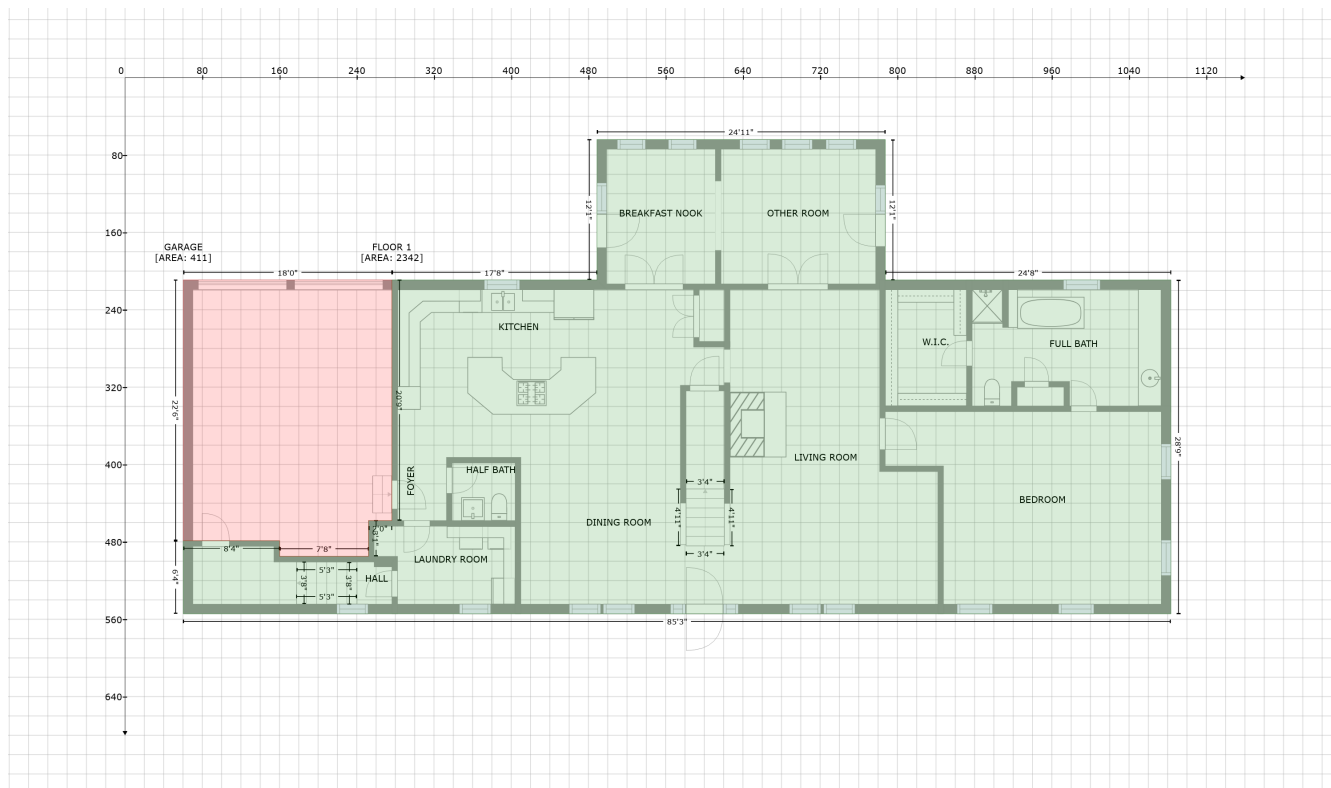 0 80 160 240 320 400 480 560 640 720 800 880 960 1040 1120
24'11"
80
12'1"
12'1"
BREAKFAST NOOK
OTHER ROOM
160
GARAGE
[AREA: 411]
FLOOR 1
[AREA: 2342]
18'0"
17'8"
24'8"
240
KITCHEN
W.I.C.
FULL BATH
320
20'9"
22'6"
400
28'9"
LIVING ROOM
HALF BATH
FOYER
3'4"
BEDROOM
4'11"
4'11"
DINING ROOM
480
8'4"
7'8"
3'4"
LAUNDRY ROOM
6'4"
5'3"
3'8"
3'8"
HALL
5'3"
560
85'3"
640